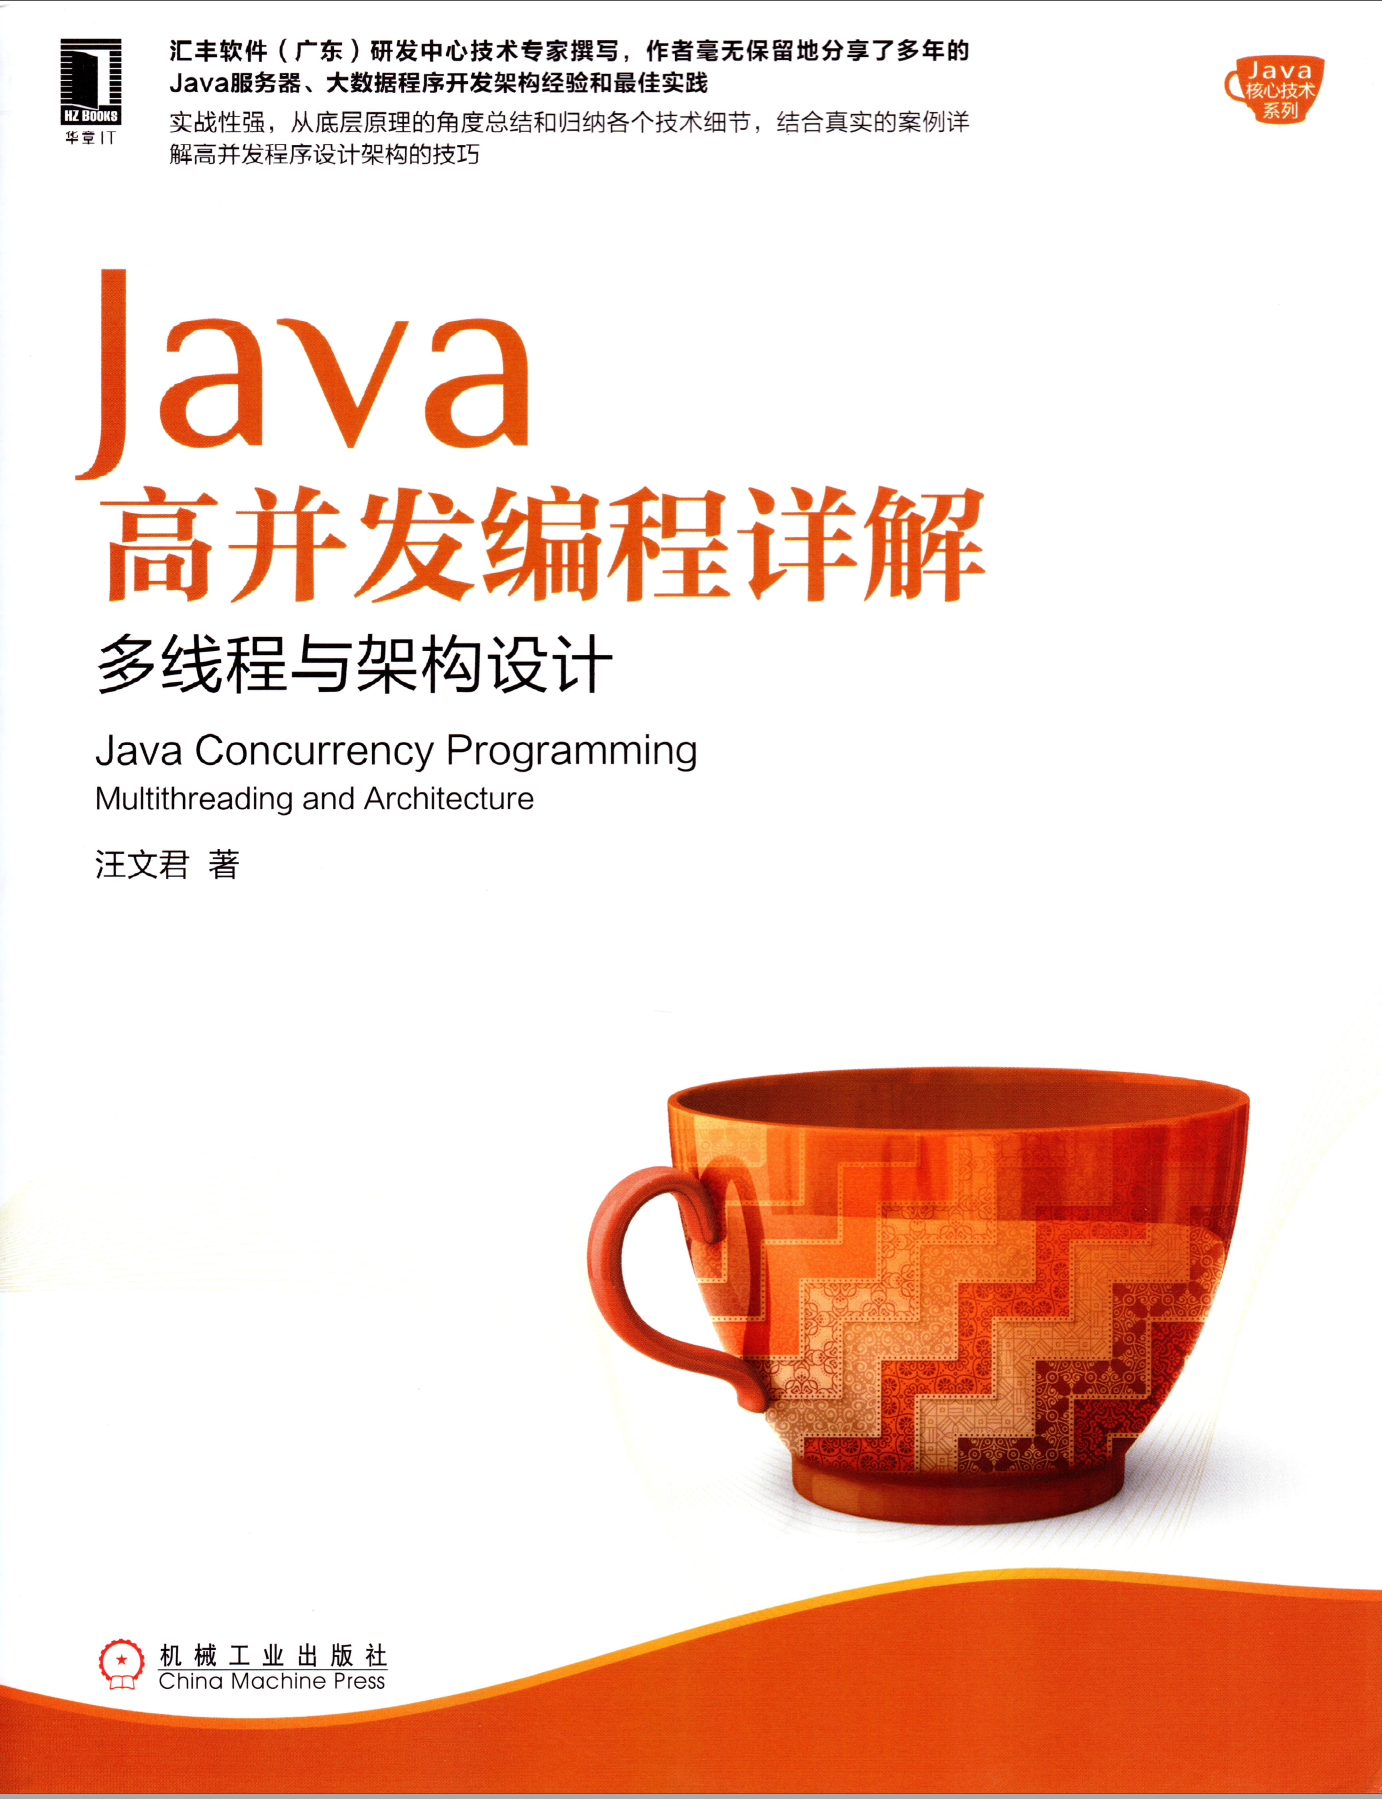 汇丰软件（广东）研发中心技术专家撰写，作者毫无保留地分享了多年的
Java服务器、大数据程序开发架构经验和最佳实践
实战性强，从底层原理的角度总结和归纳各个技术细节，结合真实的案例详
解高并发程序设计架构的技巧
HZ BOOKS
华章IT
Java
核心技术
系列
Java
高并发编程详解
多线程与架构设计
Java Concurrency Programming
Multithreading and Architecture
汪文君 著
机械工业出版社
China Machine Press